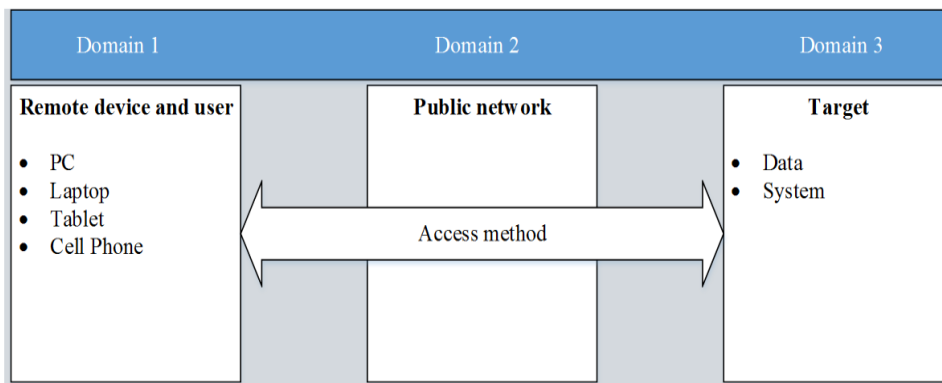 Domain 1 Domain 2 Domain 3
Remote device and user
• PC
• Laptop
• Tablet
• Cell Phone
Public network
Access method
Target
• Data
• System